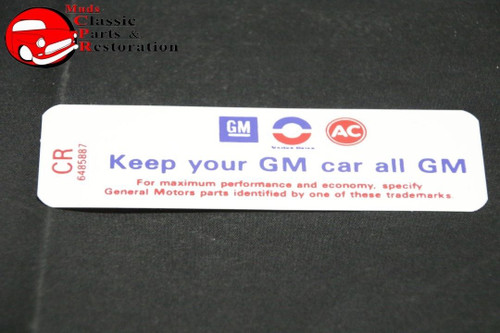 Muds
Classic
Parts &
Restoration
GM
AC
CR
6485887
Keep your GM car all GM
For maximum performance and economy, specify
General Motors parts identified by one of these trademarks.